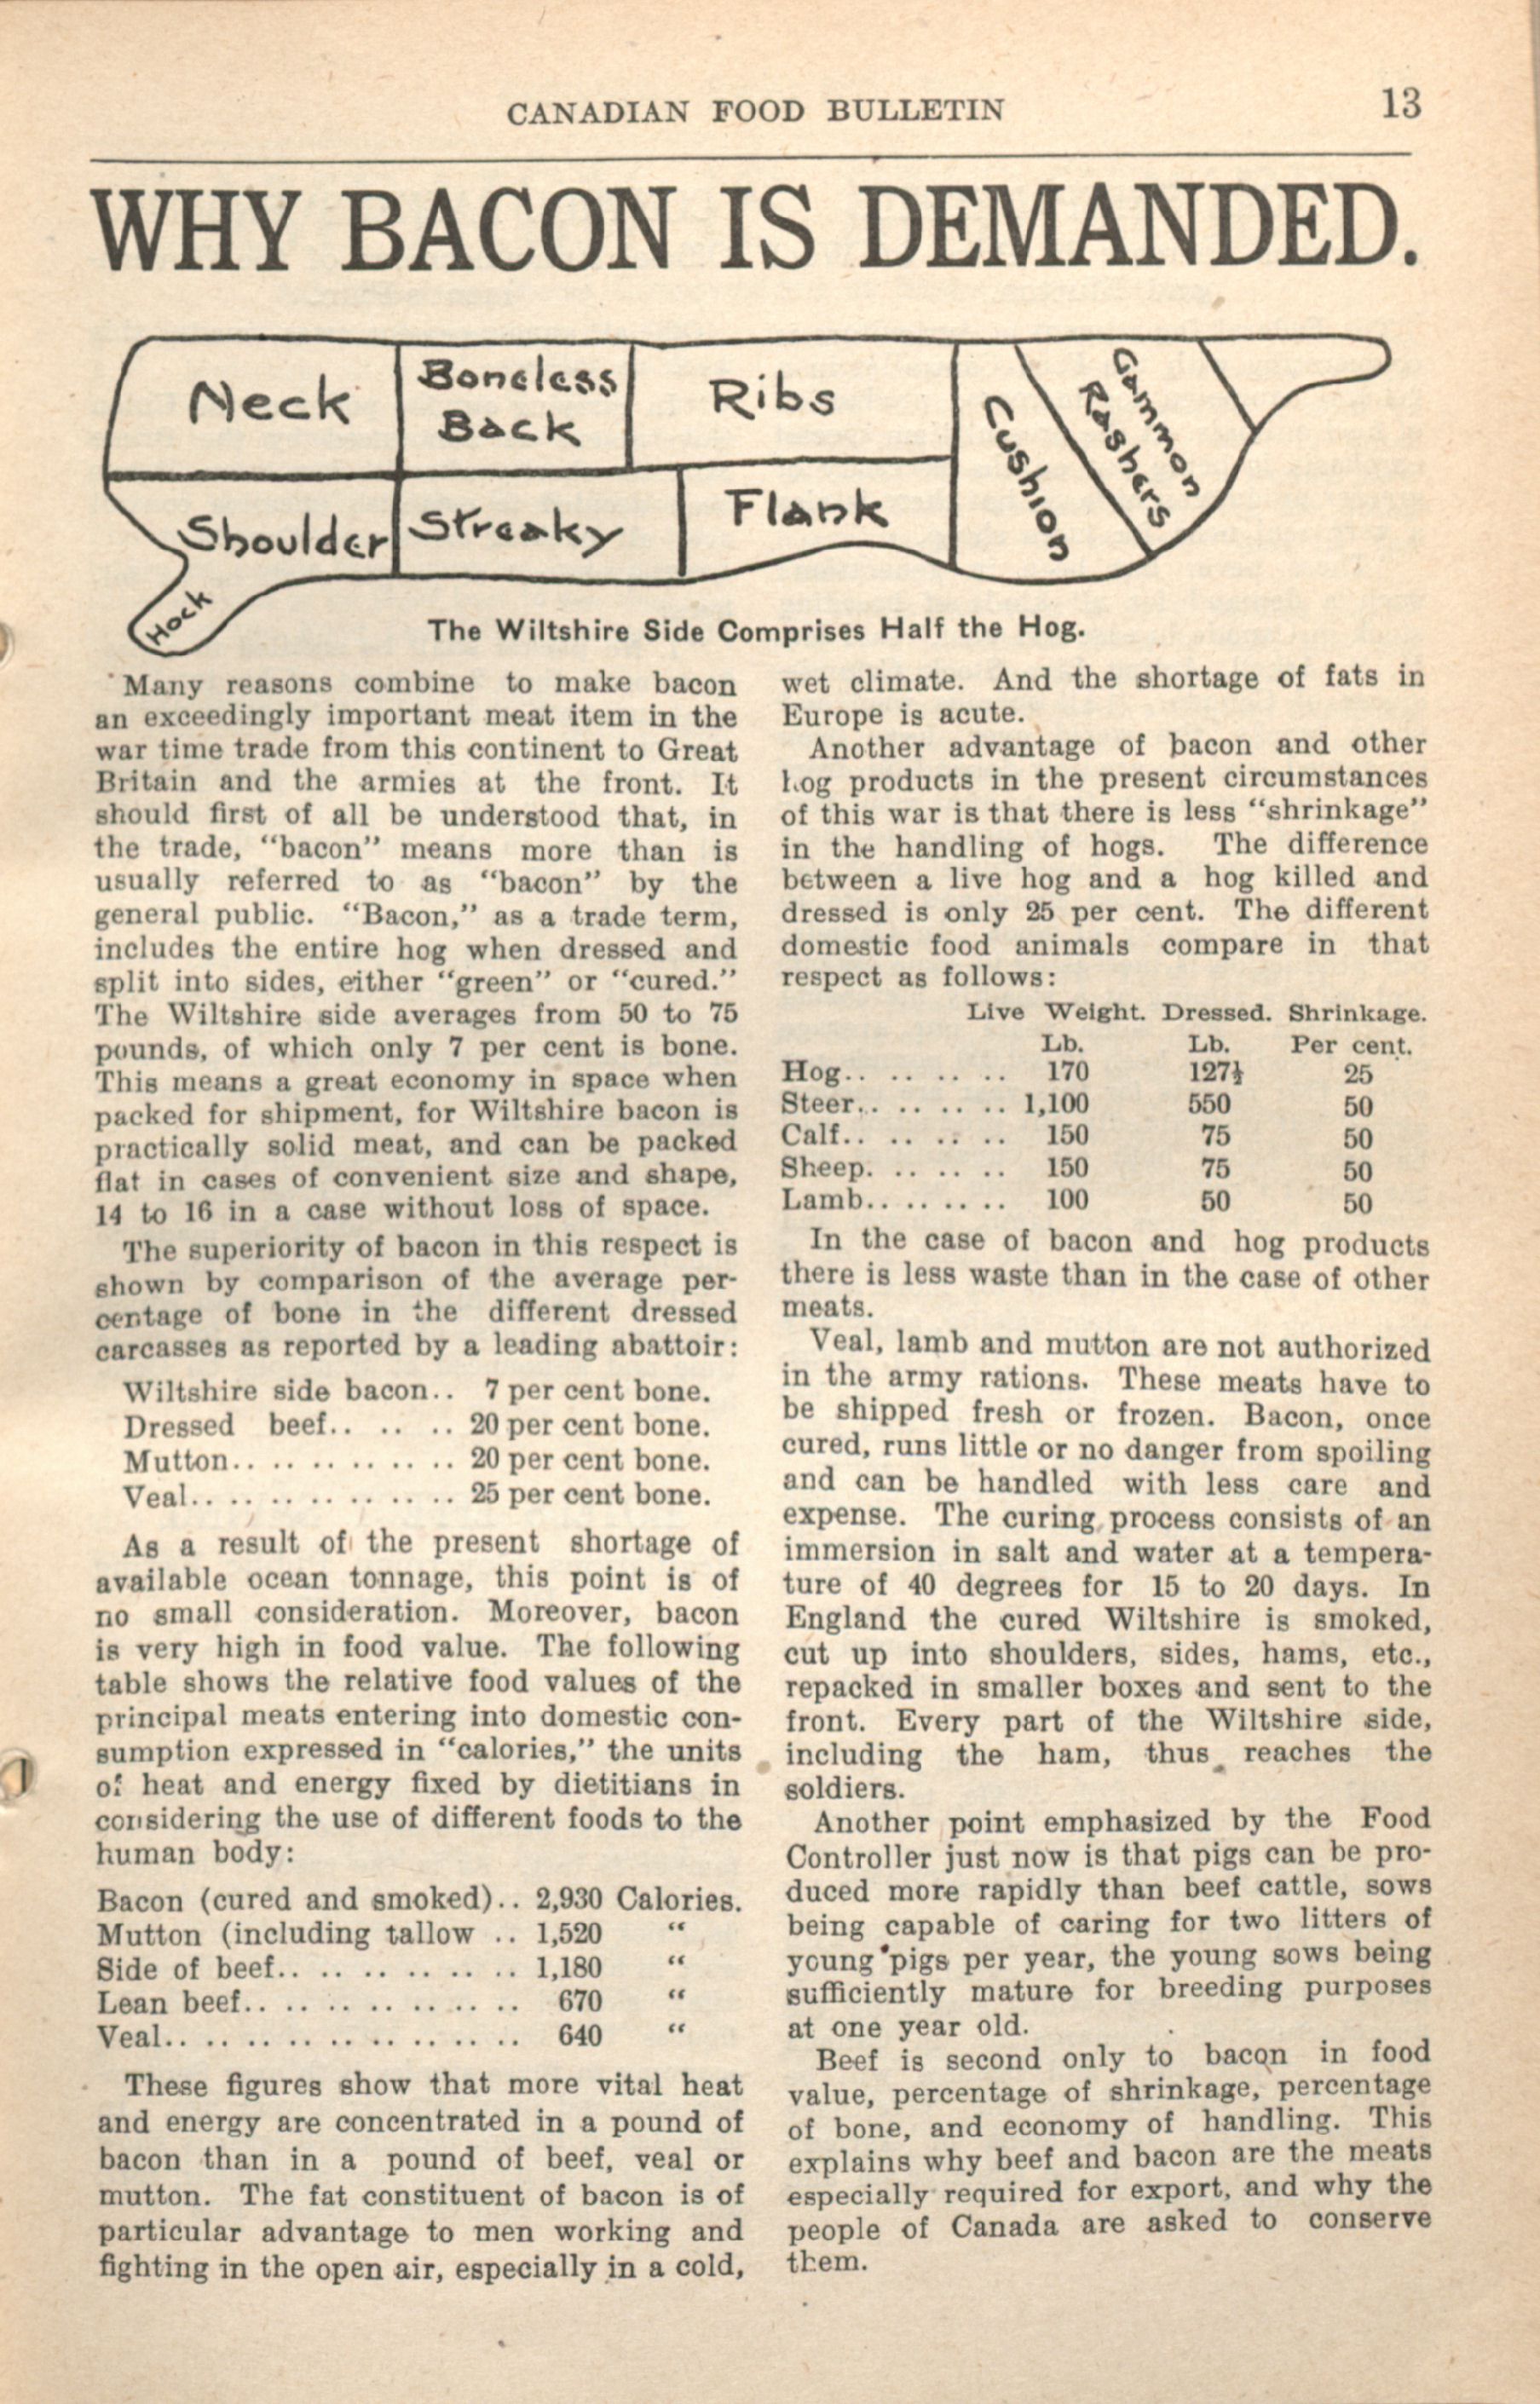 CANADIAN FOOD BULLETIN 13
WHY BACON IS DEMANDED.
Neck
Boneless
Back
Ribs
Cushion
Gammon
Rashers
Shoulder
Streaky
Flank
Hock
The Wiltshire Side Comprises Half the Hog.
Many reasons combine to make bacon
an exceedingly important meat item in the
war time trade from this continent to Great
Britain and the armies at the front. It
should first of all be understood that, in
the trade, "bacon" means more than is
usually referred to as "bacon" by the
general public. "Bacon," as a trade term,
includes the entire hog when dressed and
split into sides, either "green" or "cured."
The Wiltshire side averages from 50 to 75
pounds, of which only 7 per cent is bone.
This means a great economy in space when
packed for shipment, for Wiltshire bacon is
practically solid meat, and can be packed
flat in cases of convenient size and shape,
14 to 16 in a case without loss of space.
The superiority of bacon in this respect is
shown by comparison of the average per-
centage of bone in the different dressed
carcasses as reported by a leading abattoir:
Wiltshire side bacon.. 7 per cent bone.
Dressed beef.. .. .. 20 per cent bone.
Mutton.. .. .. .. .. .. 20 per cent bone.
Veal.. .. .. .. .. .. .. 25 per cent bone.
As a result of the present shortage of
available ocean tonnage, this point is of
no small consideration. Moreover, bacon
is very high in food value. The following
table shows the relative food values of the
principal meats entering into domestic con-
sumption expressed in "calories," the units
of heat and energy fixed by dietitians in
considering the use of different foods to the
human body:
Bacon (cured and smoked).. 2,930 Calories.
Mutton (including tallow .. 1,520 "
Side of beef.. .. .. .. .. .. 1,180 "
Lean beef.. .. .. .. .. .. .. 670 "
Veal.. .. .. .. .. .. .. .. .. 640 "
These figures show that more vital heat
and energy are concentrated in a pound of
bacon than in a pound of beef, veal or
mutton. The fat constituent of bacon is of
particular advantage to men working and
fighting in the open air, especially in a cold,
wet climate. And the shortage of fats in
Europe is acute.
Another advantage of bacon and other
hog products in the present circumstances
of this war is that there is less "shrinkage"
in the handling of hogs. The difference
between a live hog and a hog killed and
dressed is only 25 per cent. The different
domestic food animals compare in that
respect as follows:
Live Weight. Dressed. Shrinkage.
Lb. Lb. Per cent.
Hog.. .. .. .. .. 170 127½ 25
Steer.. .. .. .. .. 1,100 550 50
Calf.. .. .. .. .. 150 75 50
Sheep. .. .. .. .. 150 75 50
Lamb.. .. .. .. .. 100 50 50
In the case of bacon and hog products
there is less waste than in the case of other
meats.
Veal, lamb and mutton are not authorized
in the army rations. These meats have to
be shipped fresh or frozen. Bacon, once
cured, runs little or no danger from spoiling
and can be handled with less care and
expense. The curing process consists of an
immersion in salt and water at a tempera-
ture of 40 degrees for 15 to 20 days. In
England the cured Wiltshire is smoked,
cut up into shoulders, sides, hams, etc.,
repacked in smaller boxes and sent to the
front. Every part of the Wiltshire side,
including the ham, thus reaches the
soldiers.
Another point emphasized by the Food
Controller just now is that pigs can be pro-
duced more rapidly than beef cattle, sows
being capable of caring for two litters of
young pigs per year, the young sows being
sufficiently mature for breeding purposes
at one year old.
Beef is second only to bacon in food
value, percentage of shrinkage, percentage
of bone, and economy of handling. This
explains why beef and bacon are the meats
especially required for export, and why the
people of Canada are asked to conserve
them.